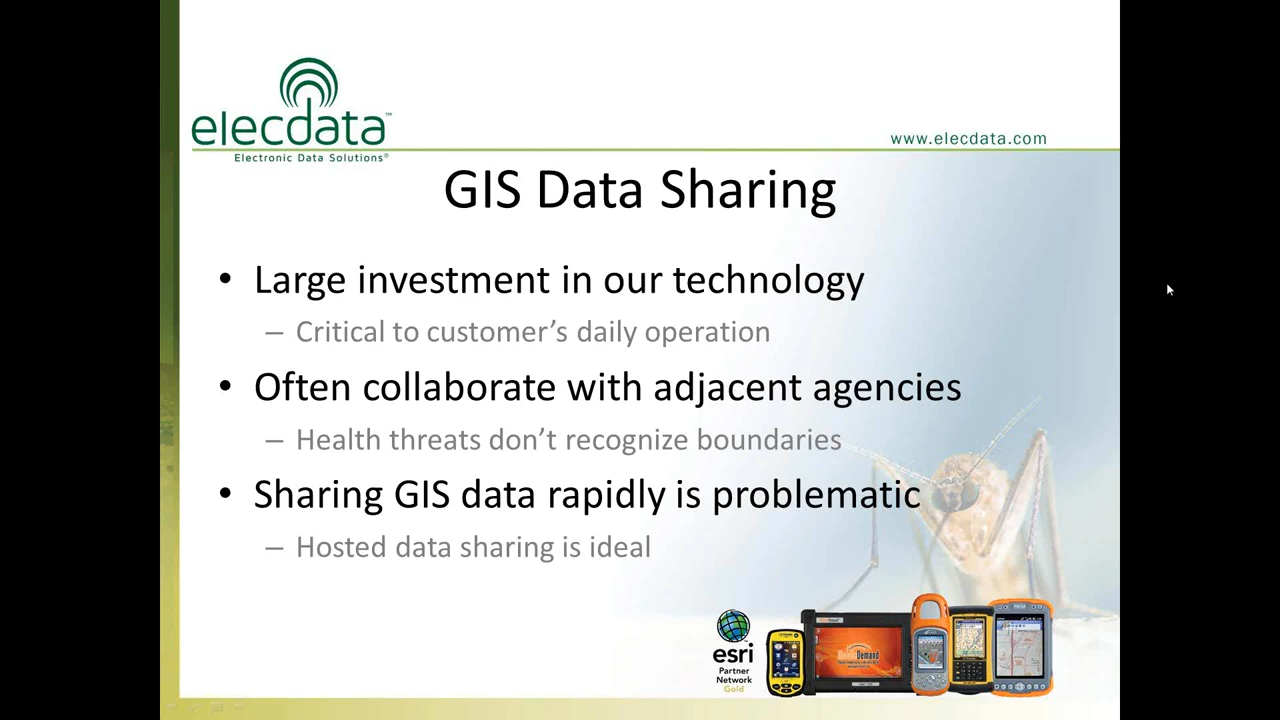 elecdata™
Electronic Data Solutions®
www.elecdata.com
GIS Data Sharing
• Large investment in our technology
– Critical to customer’s daily operation
• Often collaborate with adjacent agencies
– Health threats don’t recognize boundaries
• Sharing GIS data rapidly is problematic
– Hosted data sharing is ideal
esri
Partner
Network
Gold